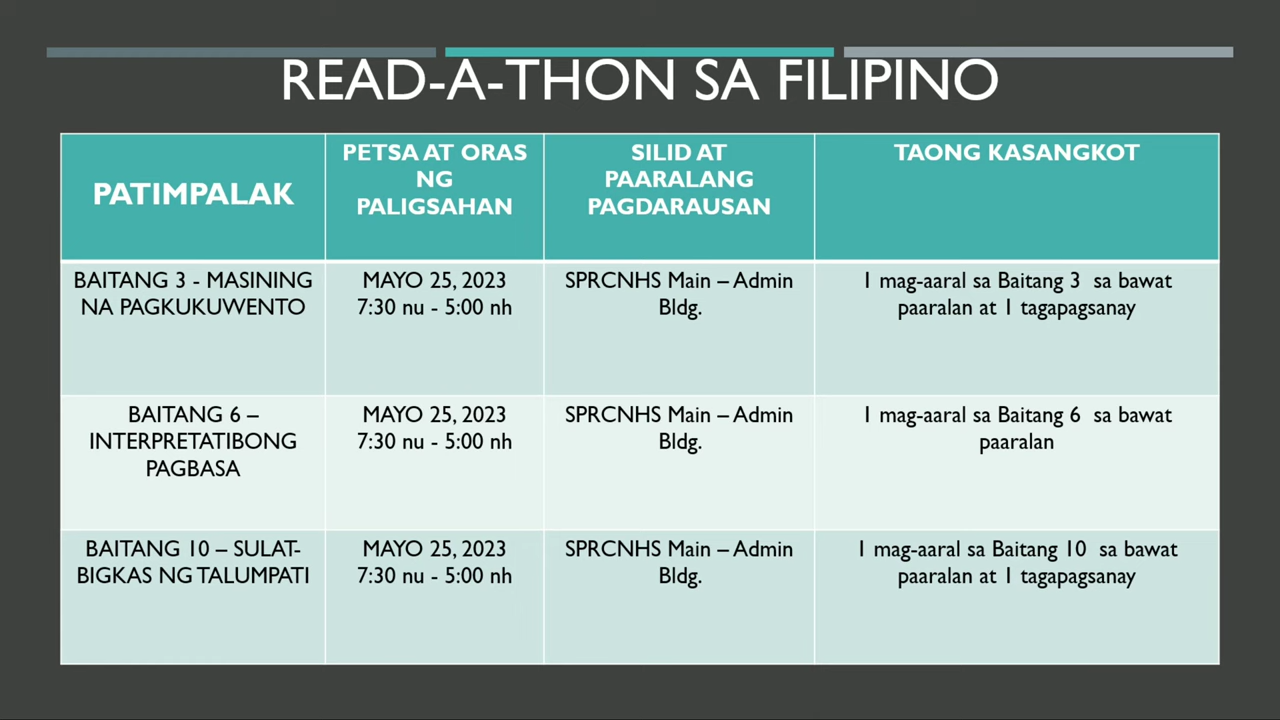 READ-A-THON SA FILIPINO
PATIMPALAK
PETSA AT ORAS
NG
PALIGSAHAN
SILID AT
PAARALANG
PAGDARAUSAN
TAONG KASANGKOT
BAITANG 3 - MASINING
NA PAGKUKUWENTO
MAYO 25, 2023
7:30 nu - 5:00 nh
SPRCNHS Main – Admin
Bldg.
1 mag-aaral sa Baitang 3 sa bawat
paaralan at 1 tagapagsanay
BAITANG 6 –
INTERPRETATIBONG
PAGBASA
MAYO 25, 2023
7:30 nu - 5:00 nh
SPRCNHS Main – Admin
Bldg.
1 mag-aaral sa Baitang 6 sa bawat
paaralan
BAITANG 10 – SULAT-
BIGKAS NG TALUMPATI
MAYO 25, 2023
7:30 nu - 5:00 nh
SPRCNHS Main – Admin
Bldg.
1 mag-aaral sa Baitang 10 sa bawat
paaralan at 1 tagapagsanay